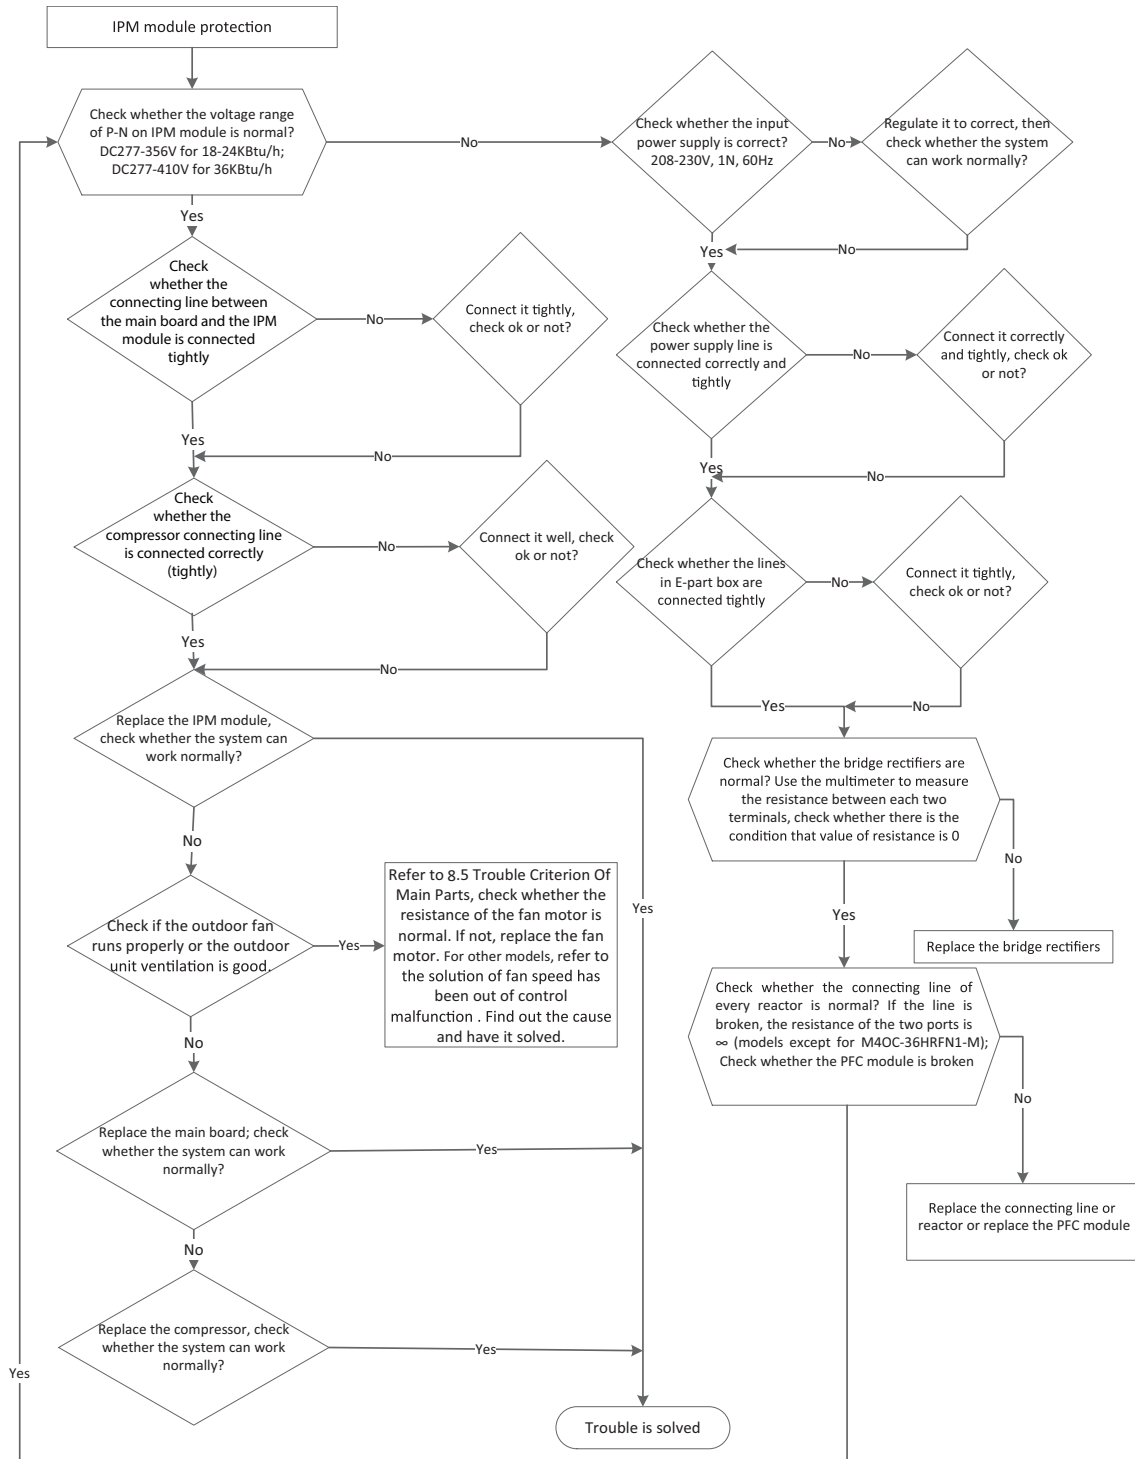 IPM module protection
Check whether the voltage range
of P-N on IPM module is normal?
DC277-356V for 18-24KBtu/h;
DC277-410V for 36KBtu/h
No
Check whether the input
power supply is correct?
208-230V, 1N, 60Hz
No
Regulate it to correct, then
check whether the system
can work normally?
Yes
Yes
No
Check
whether the
connecting line between
the main board and the IPM
module is connected
tightly
No
Connect it tightly,
check ok or not?
Check whether the
power supply line is
connected correctly and
tightly
No
Connect it correctly
and tightly, check ok
or not?
Yes
No
Yes
No
Check
whether the
compressor connecting line
is connected correctly
(tightly)
No
Connect it well, check
ok or not?
Check whether the lines
in E-part box are
connected tightly
No
Connect it tightly,
check ok or not?
Yes
No
Yes
No
Replace the IPM module,
check whether the system can
work normally?
Check whether the bridge rectifiers are
normal? Use the multimeter to measure
the resistance between each two
terminals, check whether there is the
condition that value of resistance is 0
No
No
Check if the outdoor fan
runs properly or the outdoor
unit ventilation is good.
Yes
Refer to 8.5 Trouble Criterion Of
Main Parts, check whether the
resistance of the fan motor is
normal. If not, replace the fan
motor. For other models, refer to
the solution of fan speed has
been out of control
malfunction . Find out the cause
and have it solved.
Yes
Yes
Replace the bridge rectifiers
Check whether the connecting line of
every reactor is normal? If the line is
broken, the resistance of the two ports is
∞ (models except for M4OC-36HRFN1-M);
Check whether the PFC module is broken
No
No
Replace the main board; check
whether the system can work
normally?
Yes
Replace the connecting line or
reactor or replace the PFC module
No
Replace the compressor, check
whether the system can work
normally?
Yes
Yes
Trouble is solved